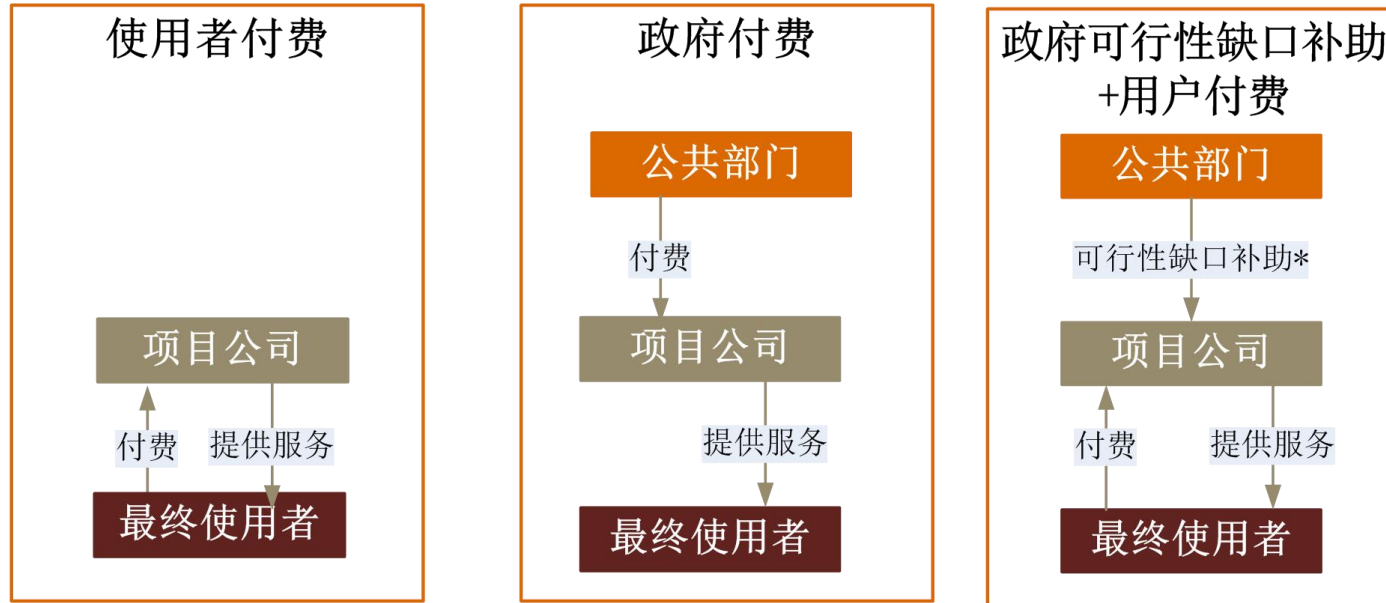 使用者付费
项目公司
付费
提供服务
最终使用者
政府付费
公共部门
付费
项目公司
提供服务
最终使用者
政府可行性缺口补助
+用户付费
公共部门
可行性缺口补助*
项目公司
付费
提供服务
最终使用者